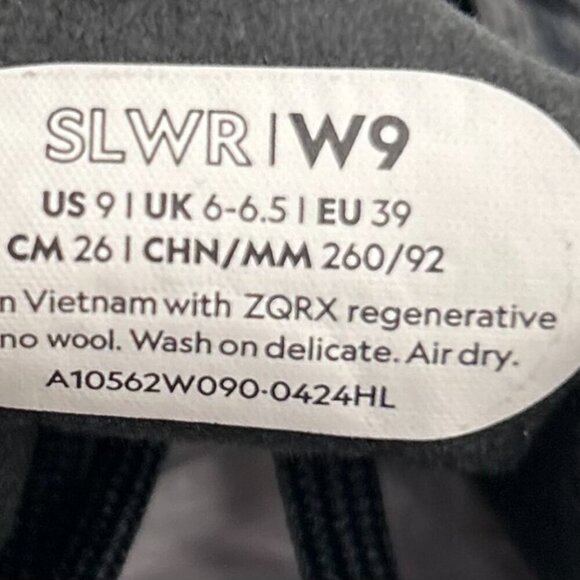 SLWR | W9
US 9 | UK 6-6.5 | EU 39
CM 26 | CHN/MM 260/92
n Vietnam with ZQRX regenerative
no wool. Wash on delicate. Air dry.
A10562W090-0424HL